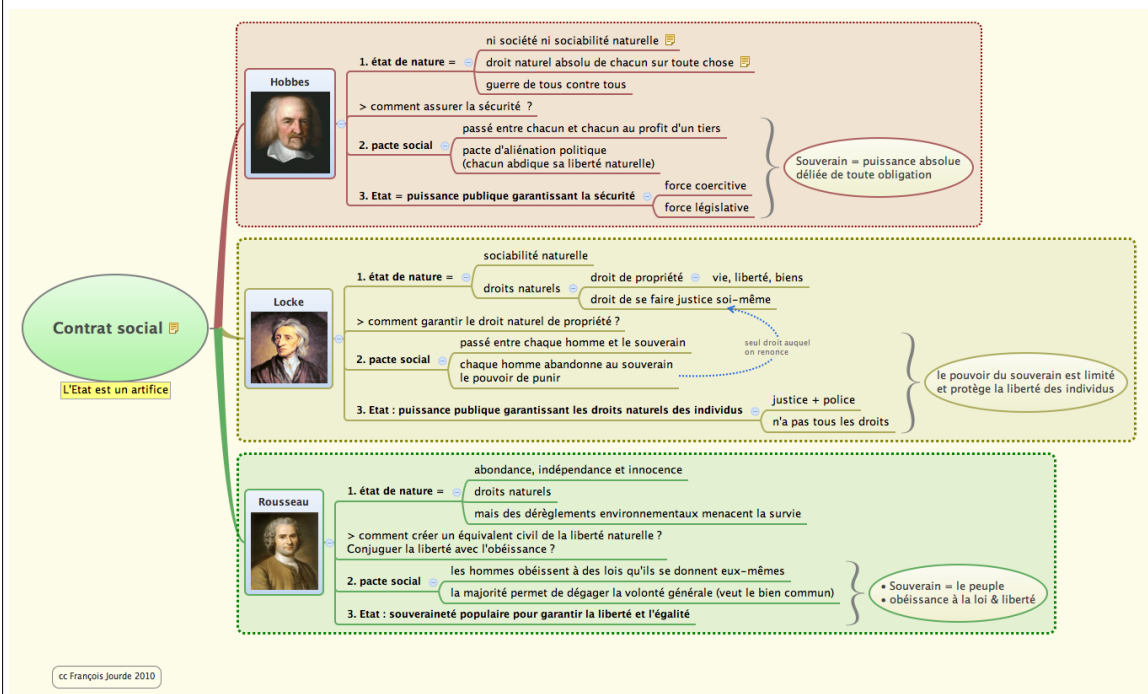 Contrat social
L'Etat est un artifice
Hobbes
1. état de nature =
ni société ni sociabilité naturelle
droit naturel absolu de chacun sur toute chose
guerre de tous contre tous
> comment assurer la sécurité ?
2. pacte social
passé entre chacun et chacun au profit d'un tiers
pacte d'aliénation politique
(chacun abdique sa liberté naturelle)
3. Etat = puissance publique garantissant la sécurité
force coercitive
force législative
Souverain = puissance absolue
déliée de toute obligation
Locke
1. état de nature =
sociabilité naturelle
droits naturels
droit de propriété
vie, liberté, biens
droit de se faire justice soi-même
> comment garantir le droit naturel de propriété ?
2. pacte social
passé entre chaque homme et le souverain
chaque homme abandonne au souverain
le pouvoir de punir
seul droit auquel
on renonce
3. Etat : puissance publique garantissant les droits naturels des individus
justice + police
n'a pas tous les droits
le pouvoir du souverain est limité
et protège la liberté des individus
Rousseau
1. état de nature =
abondance, indépendance et innocence
droits naturels
mais des dérèglements environnementaux menacent la survie
> comment créer un équivalent civil de la liberté naturelle ?
Conjuguer la liberté avec l'obéissance ?
2. pacte social
les hommes obéissent à des lois qu'ils se donnent eux-mêmes
la majorité permet de dégager la volonté générale (veut le bien commun)
3. Etat : souveraineté populaire pour garantir la liberté et l'égalité
• Souverain = le peuple
• obéissance à la loi & liberté
cc François Jourde 2010